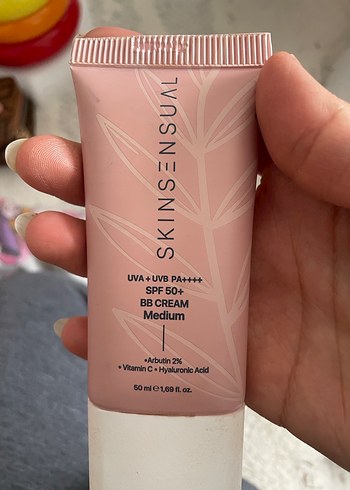 SKINSENSUAL
UVA + UVB PA++++
SPF 50+
BB CREAM
Medium
•Arbutin 2%
• Vitamin C • Hyaluronic Acid
50 ml ℮ 1,69 fl. oz.